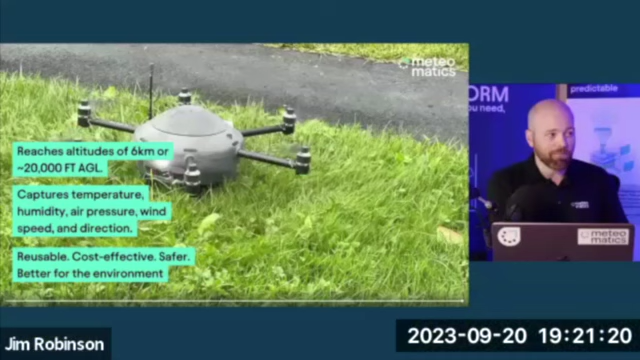 meteo
matics
Reaches altitudes of 6km or
~20,000 FT AGL.
Captures temperature,
humidity, air pressure, wind
speed, and direction.
Reusable. Cost-effective. Safer.
Better for the environment
ORM
predictable
meteo
matics
Jim Robinson
2023-09-20 19:21:20